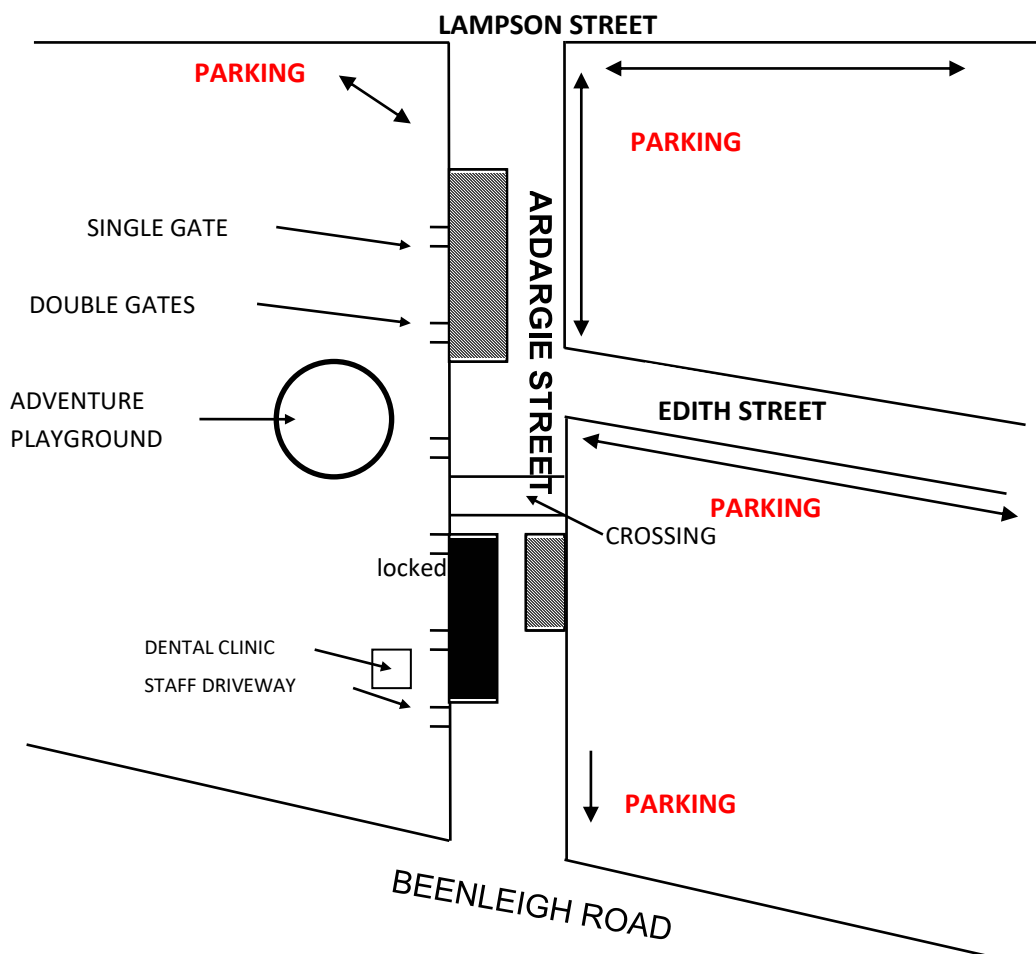 LAMPSON STREET
PARKING
PARKING
SINGLE GATE
ARDARGIE STREET
DOUBLE GATES
ADVENTURE
PLAYGROUND
EDITH STREET
PARKING
CROSSING
locked
DENTAL CLINIC
STAFF DRIVEWAY
PARKING
BEENLEIGH ROAD